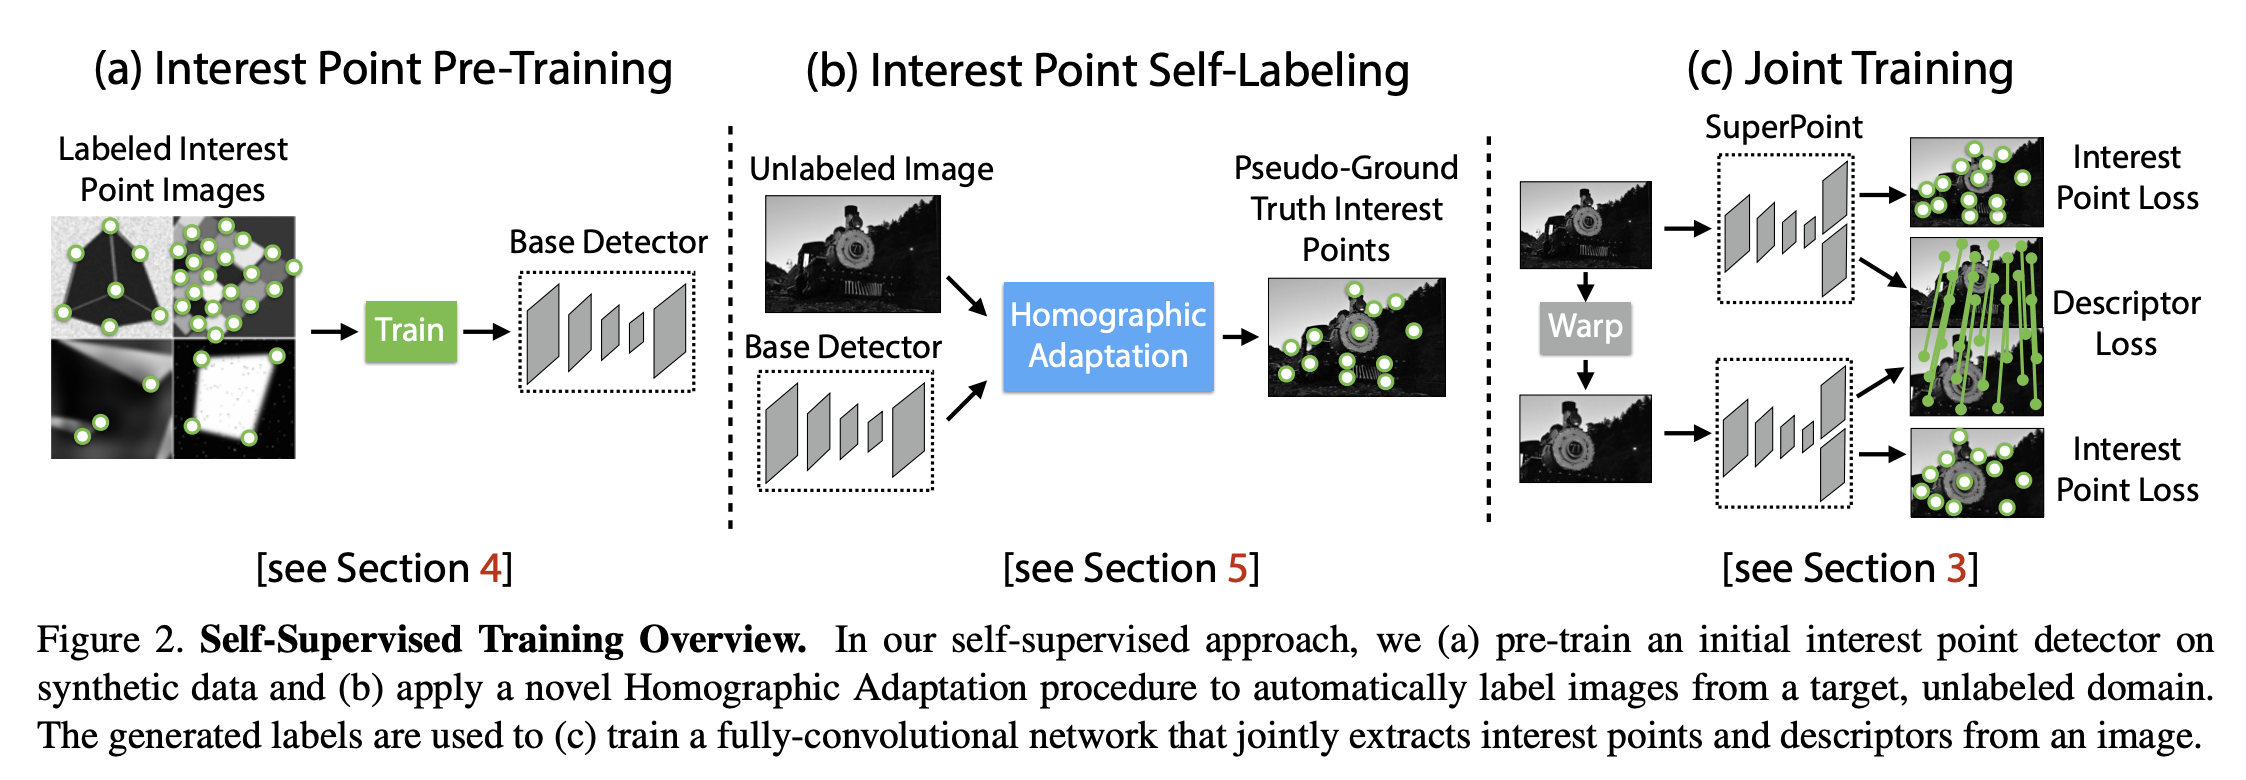 (a) Interest Point Pre-Training
Labeled Interest
Point Images
Train
Base Detector
[see Section 4]
(b) Interest Point Self-Labeling
Unlabeled Image
Base Detector
Homographic
Adaptation
Pseudo-Ground
Truth Interest
Points
[see Section 5]
(c) Joint Training
SuperPoint
Warp
Interest
Point Loss
Descriptor
Loss
Interest
Point Loss
[see Section 3]
Figure 2. Self-Supervised Training Overview. In our self-supervised approach, we (a) pre-train an initial interest point detector on
synthetic data and (b) apply a novel Homographic Adaptation procedure to automatically label images from a target, unlabeled domain.
The generated labels are used to (c) train a fully-convolutional network that jointly extracts interest points and descriptors from an image.